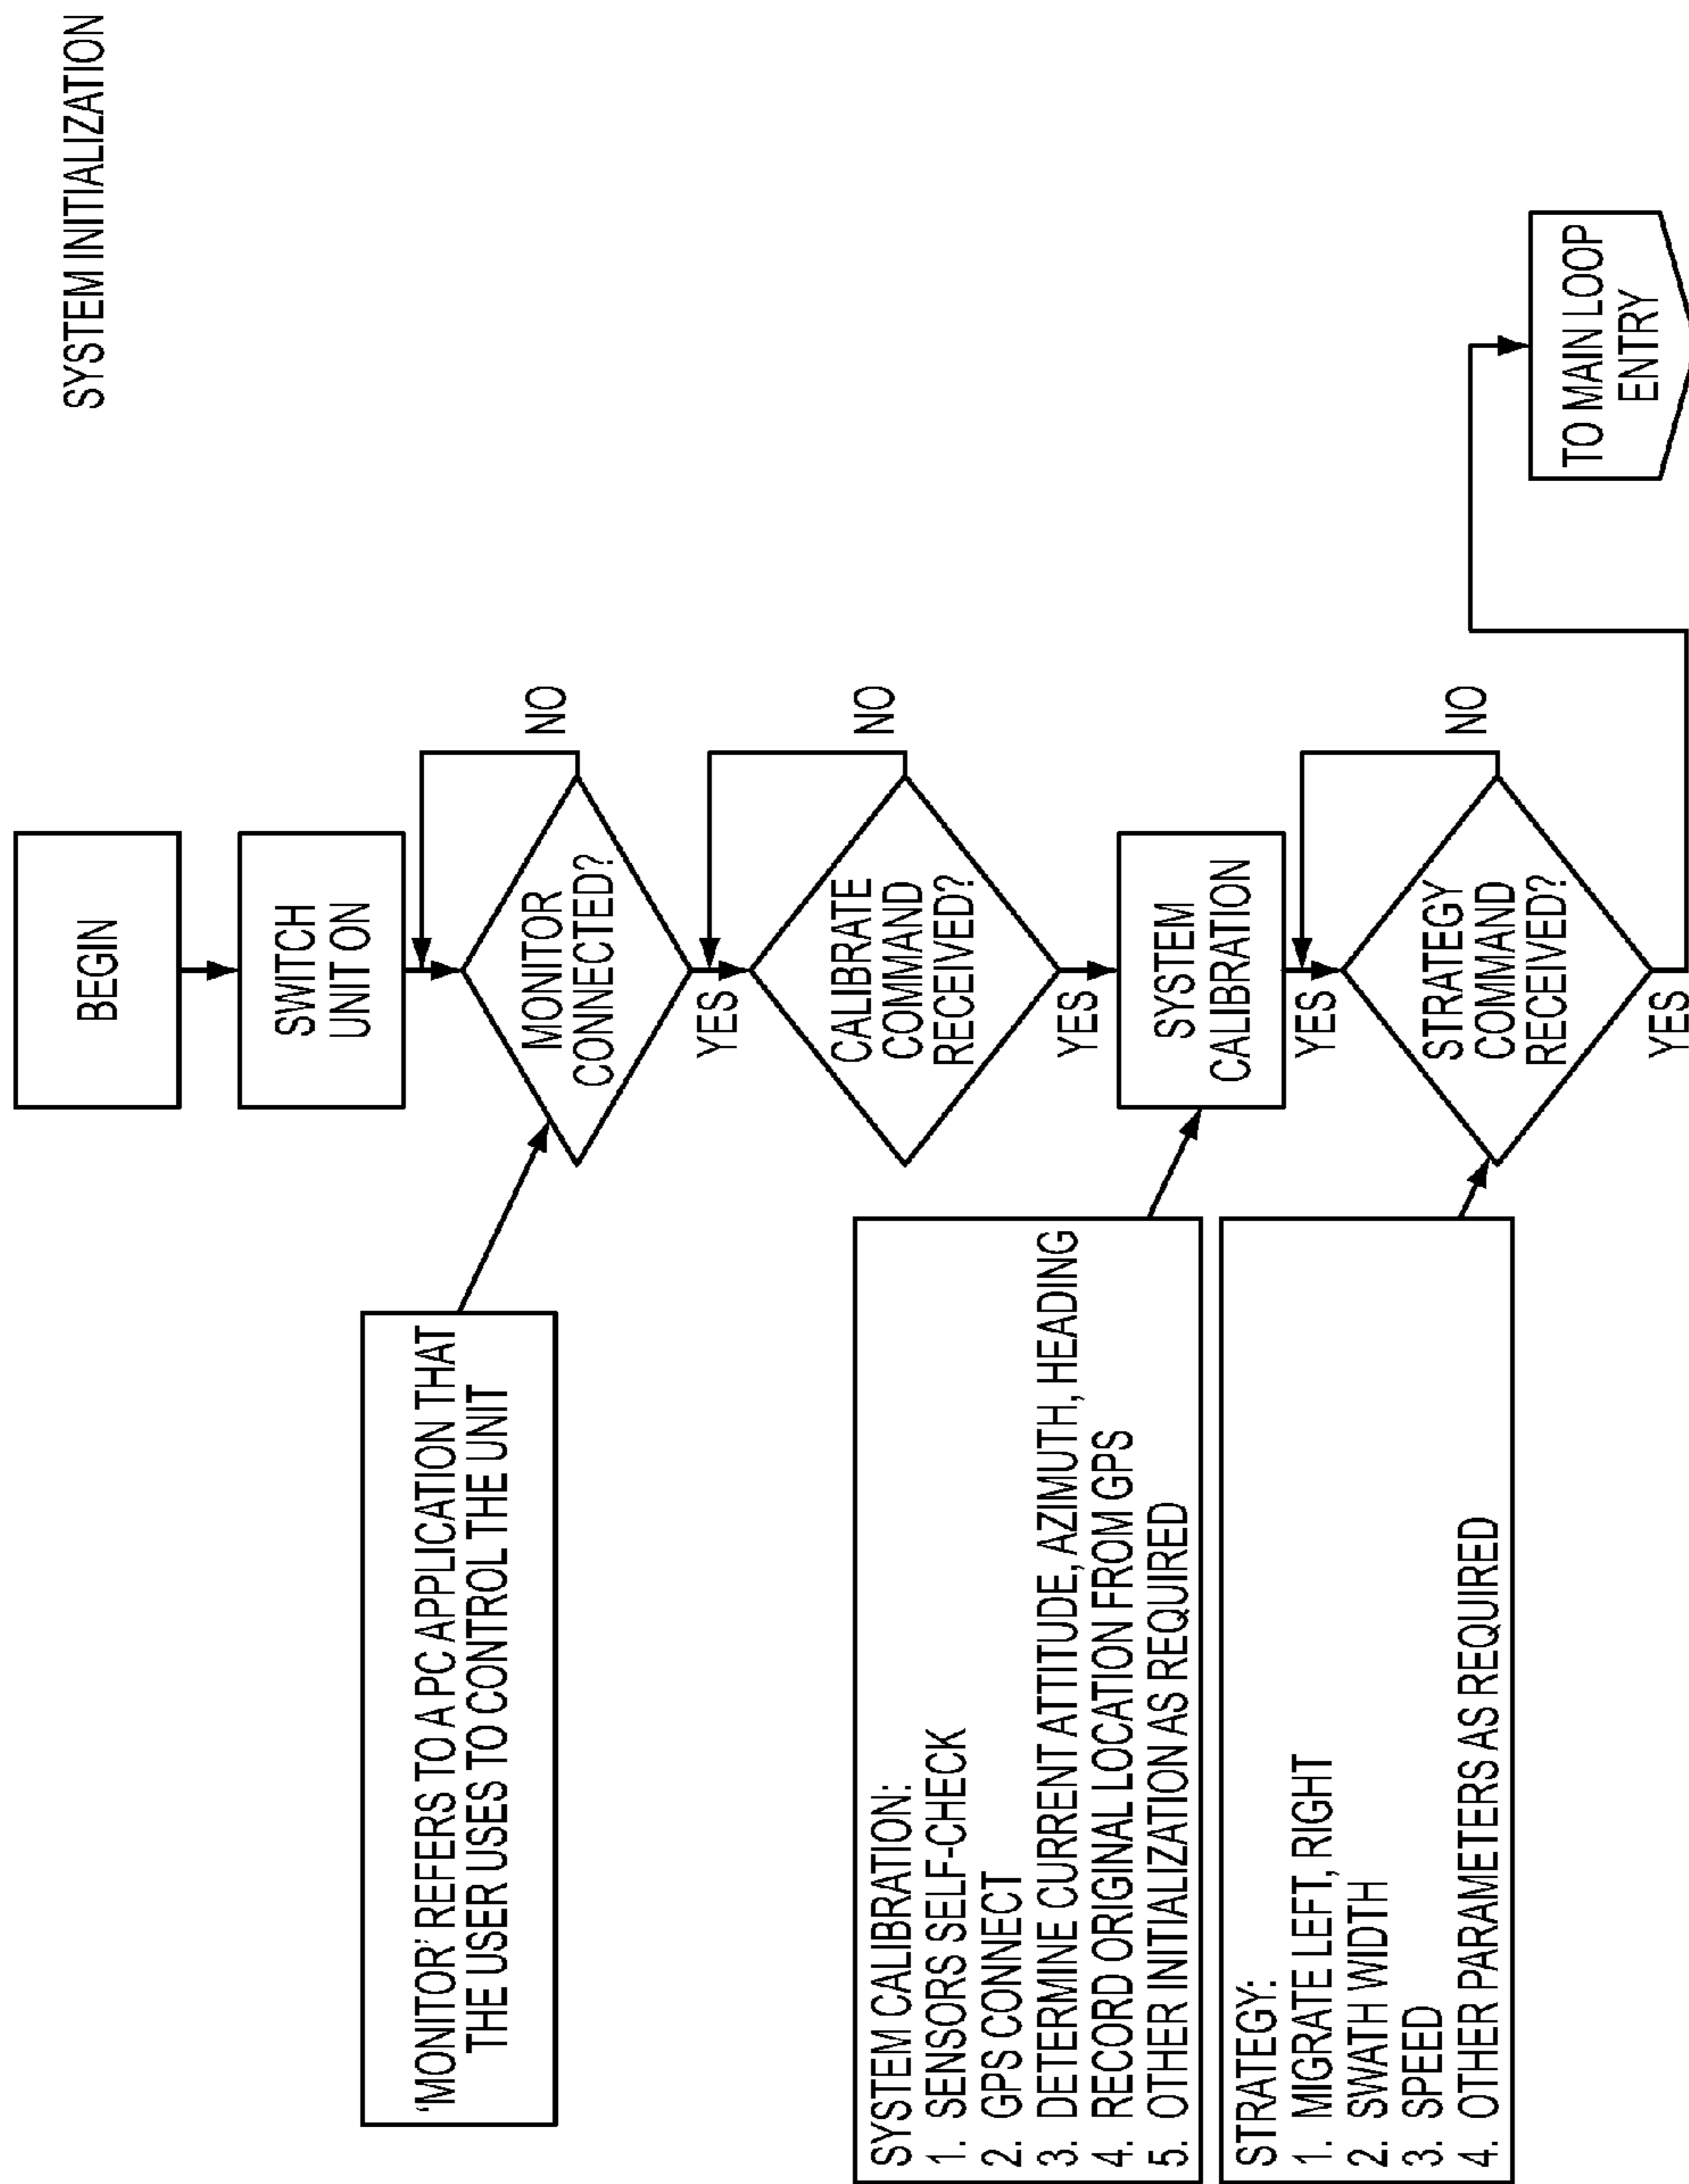 SYSTEM INITIALIZATION
BEGIN
SWITCH
UNIT ON
'MONITOR' REFERS TO A PC APPLICATION THAT
THE USER USES TO CONTROL THE UNIT
MONITOR
CONNECTED?
NO
YES
CALIBRATE
COMMAND
RECEIVED?
NO
YES
SYSTEM CALIBRATION:
1. SENSORS SELF-CHECK
2. GPS CONNECT
3. DETERMINE CURRENT ATTITUDE, AZIMUTH, HEADING
4. RECORD ORIGINAL LOCATION FROM GPS
5. OTHER INITIALIZATION AS REQUIRED
SYSTEM
CALIBRATION
YES
STRATEGY:
1. MIGRATE LEFT, RIGHT
2. SWATH WIDTH
3. SPEED
4. OTHER PARAMETERS AS REQUIRED
STRATEGY
COMMAND
RECEIVED?
NO
YES
TO MAIN LOOP
ENTRY